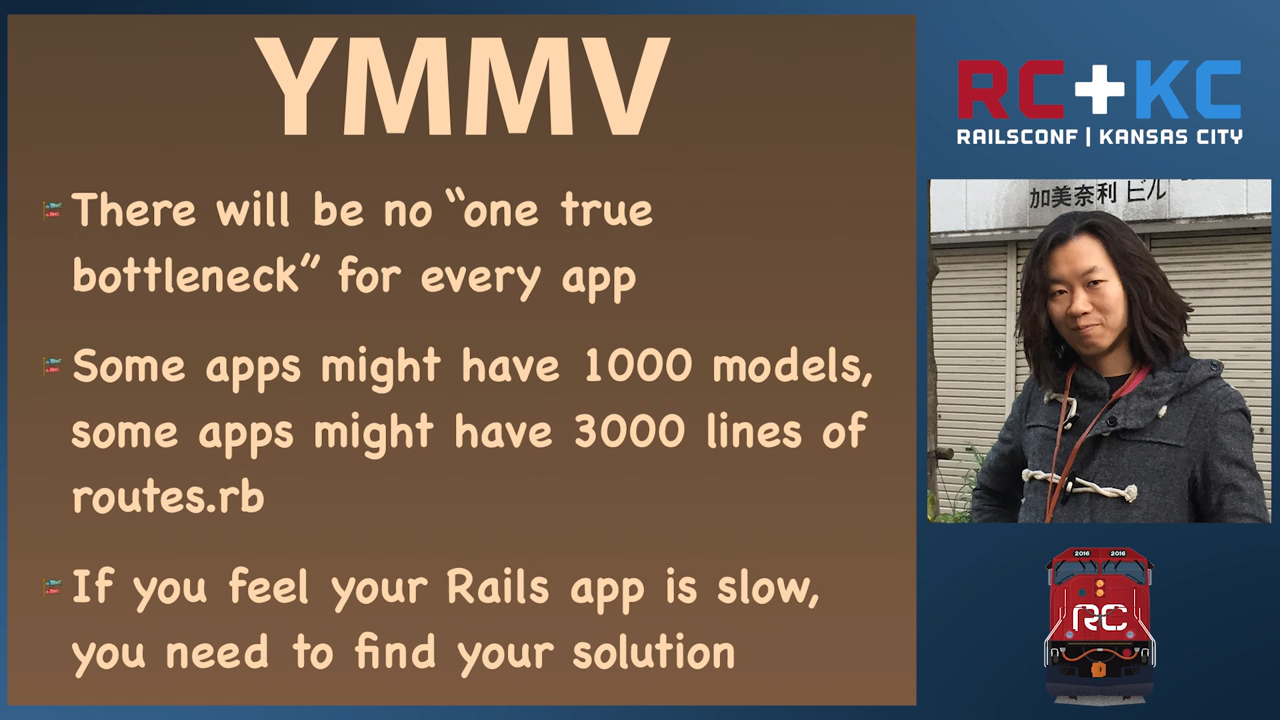 YMMV
There will be no “one true
bottleneck” for every app
Some apps might have 1000 models,
some apps might have 3000 lines of
routes.rb
If you feel your Rails app is slow,
you need to find your solution
RC+KC
RAILSCONF | KANSAS CITY
加美奈利 ビル
2016 2016
RC